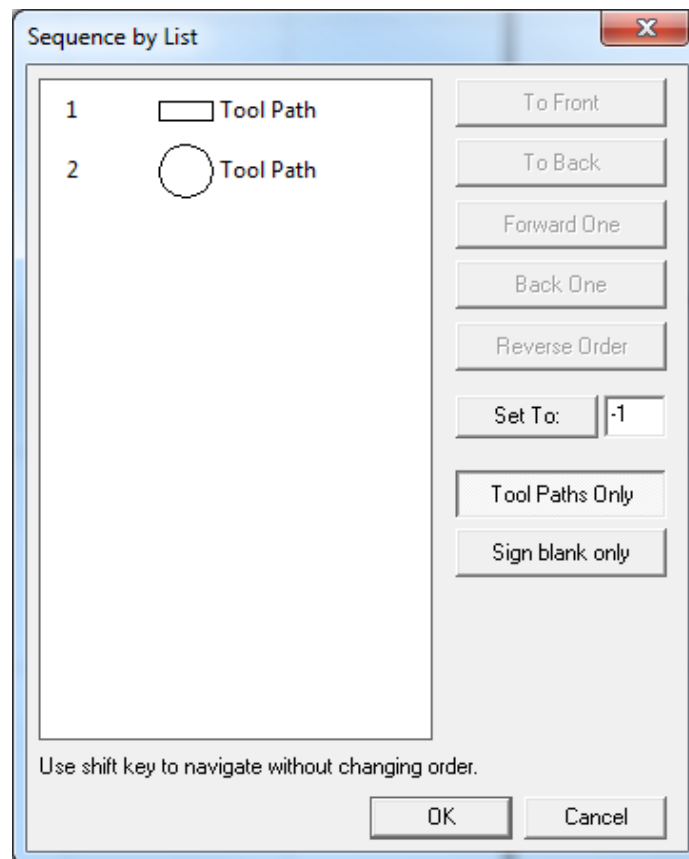 Sequence by List
1 Tool Path
2 Tool Path
To Front
To Back
Forward One
Back One
Reverse Order
Set To: -1
Tool Paths Only
Sign blank only
Use shift key to navigate without changing order.
OK Cancel